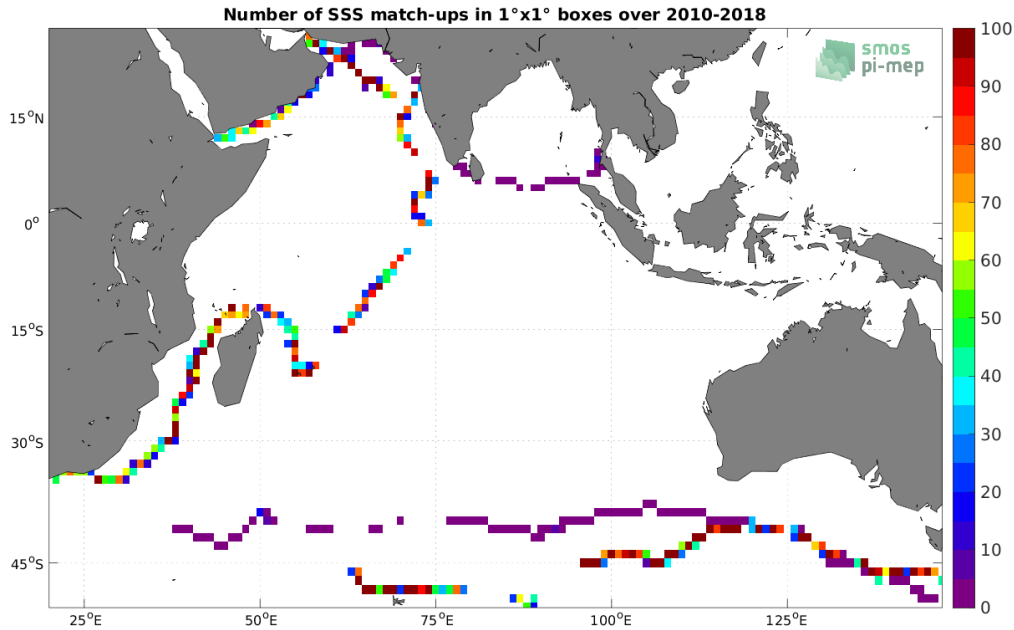 Number of SSS match-ups in 1°x1° boxes over 2010-2018
smos
pi-mep
15°N
0°
15°S
30°S
45°S
25°E
50°E
75°E
100°E
125°E
100
90
80
70
60
50
40
30
20
10
0